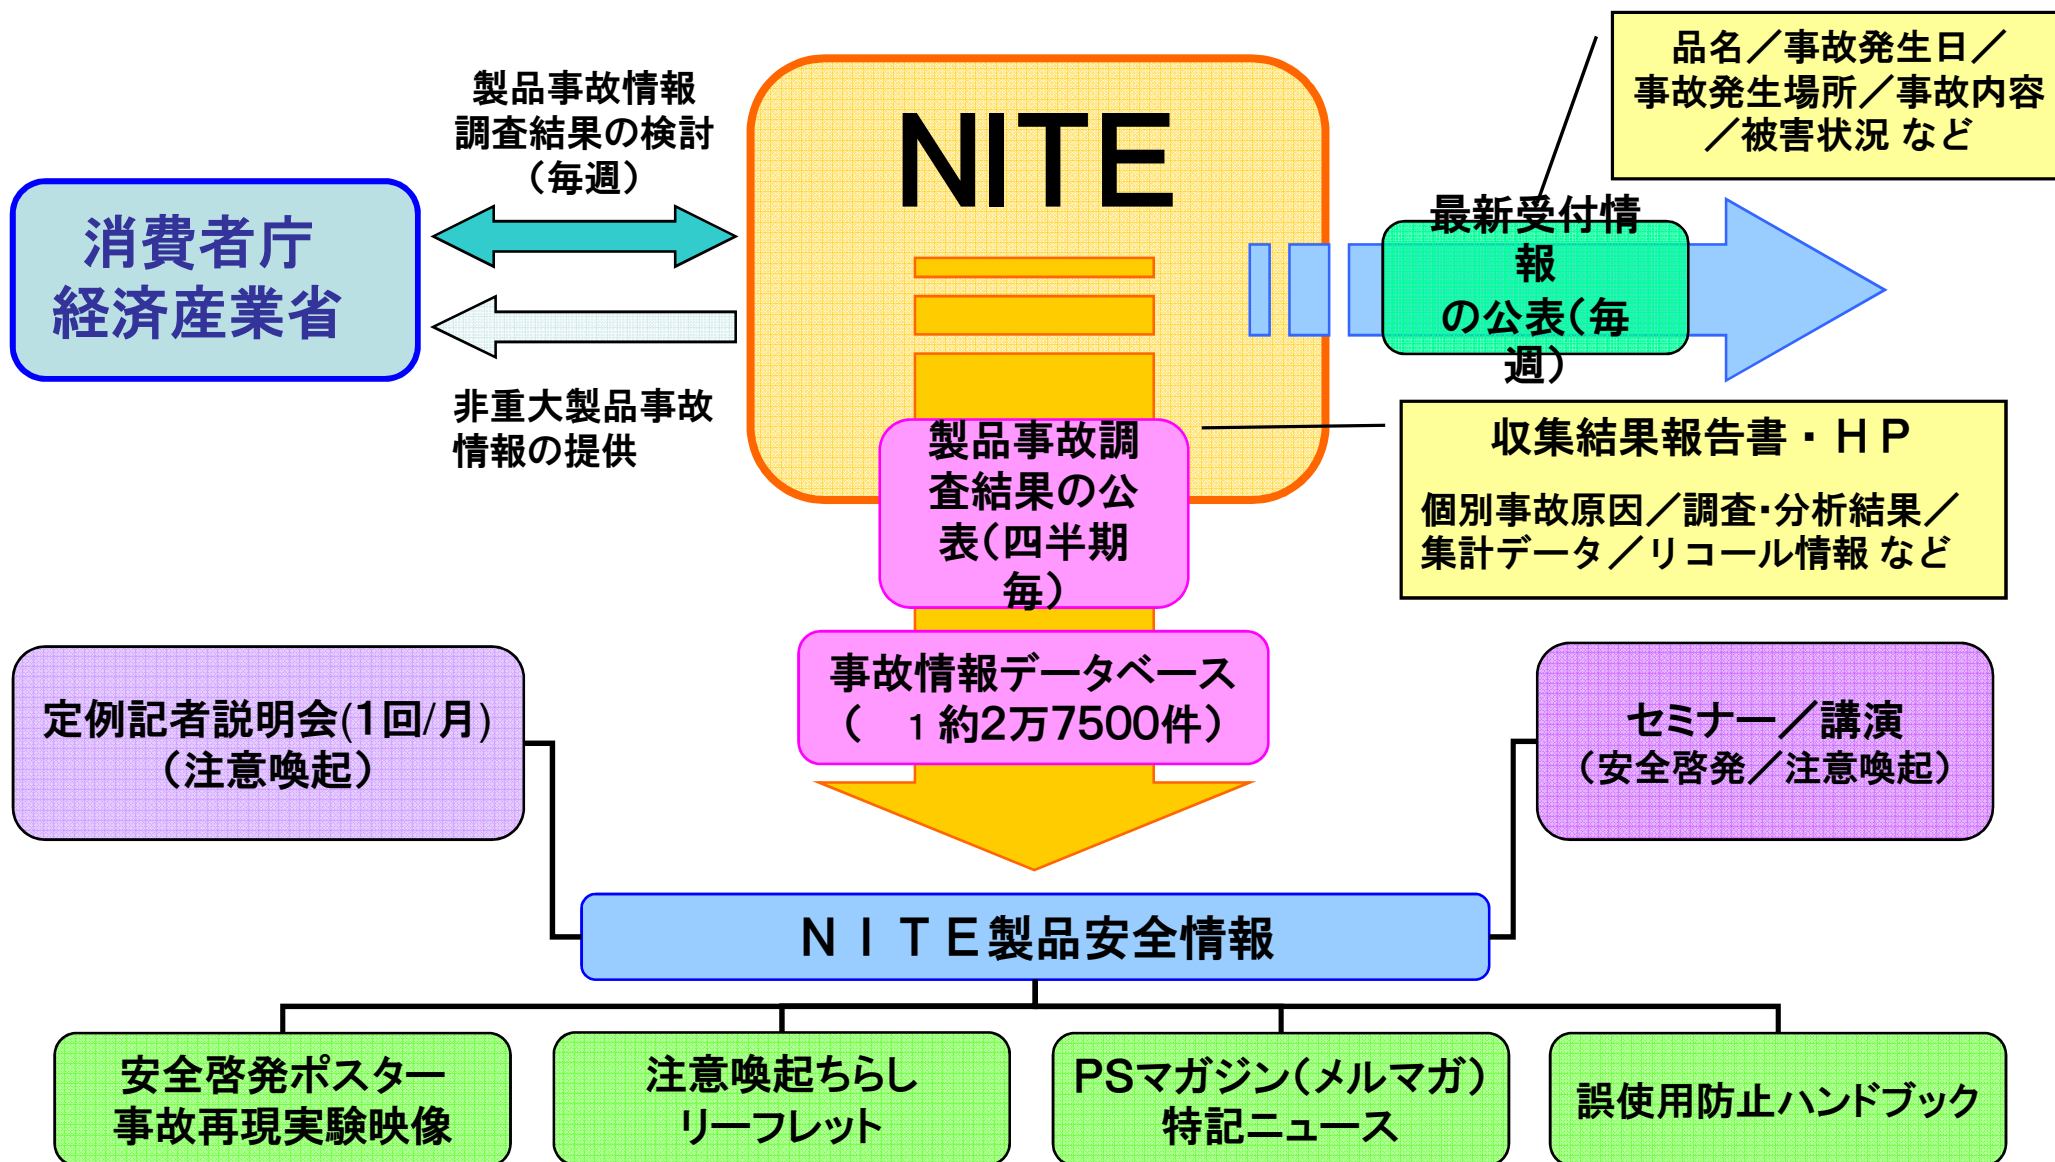 製品事故情報
調査結果の検討
（毎週）
消費者庁
経済産業省
非重大製品事故
情報の提供
NITE
品名／事故発生日／
事故発生場所／事故内容
／被害状況 など
最新受付情
報
の公表（毎
週）
製品事故調
査結果の公
表（四半期
毎）
収集結果報告書・ＨＰ
個別事故原因／調査・分析結果／
集計データ／リコール情報 など
事故情報データベース
（　1 約2万7500件）
定例記者説明会(1回/月)
（注意喚起）
セミナー／講演
（安全啓発／注意喚起）
ＮＩＴＥ製品安全情報
安全啓発ポスター
事故再現実験映像
注意喚起ちらし
リーフレット
PSマガジン（メルマガ）
特記ニュース
誤使用防止ハンドブック